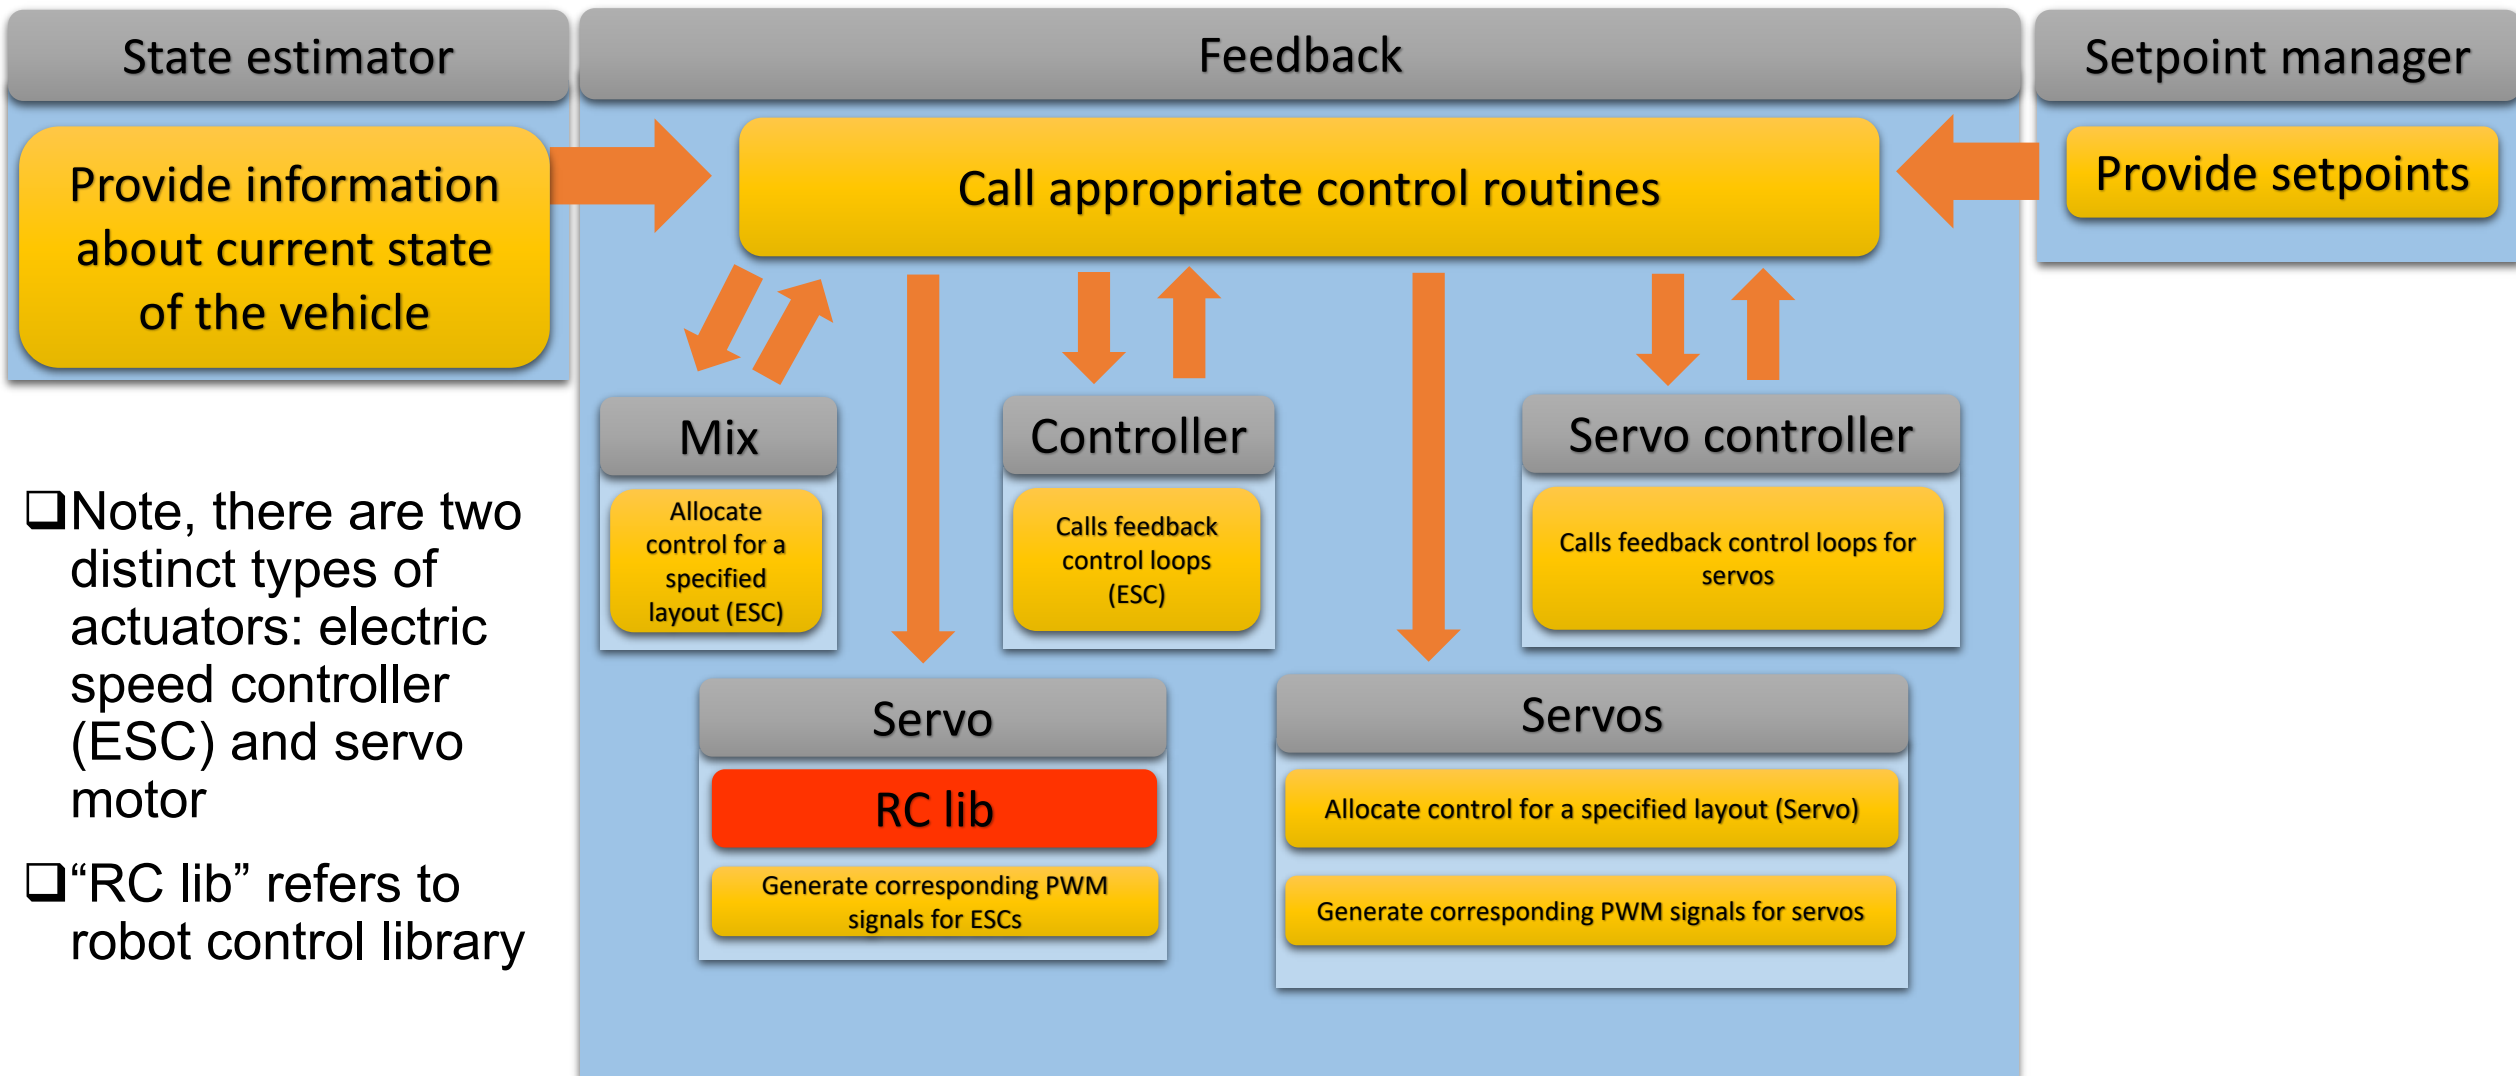 State estimator
Feedback
Setpoint manager
Provide information
about current state
of the vehicle
Call appropriate control routines
Provide setpoints
Mix
Allocate
control for a
specified
layout (ESC)
Controller
Calls feedback
control loops
(ESC)
Servo controller
Calls feedback control loops for
servos
❑Note, there are two
distinct types of
actuators: electric
speed controller
(ESC) and servo
motor
❑“RC lib” refers to
robot control library
Servo
RC lib
Generate corresponding PWM
signals for ESCs
Servos
Allocate control for a specified layout (Servo)
Generate corresponding PWM signals for servos